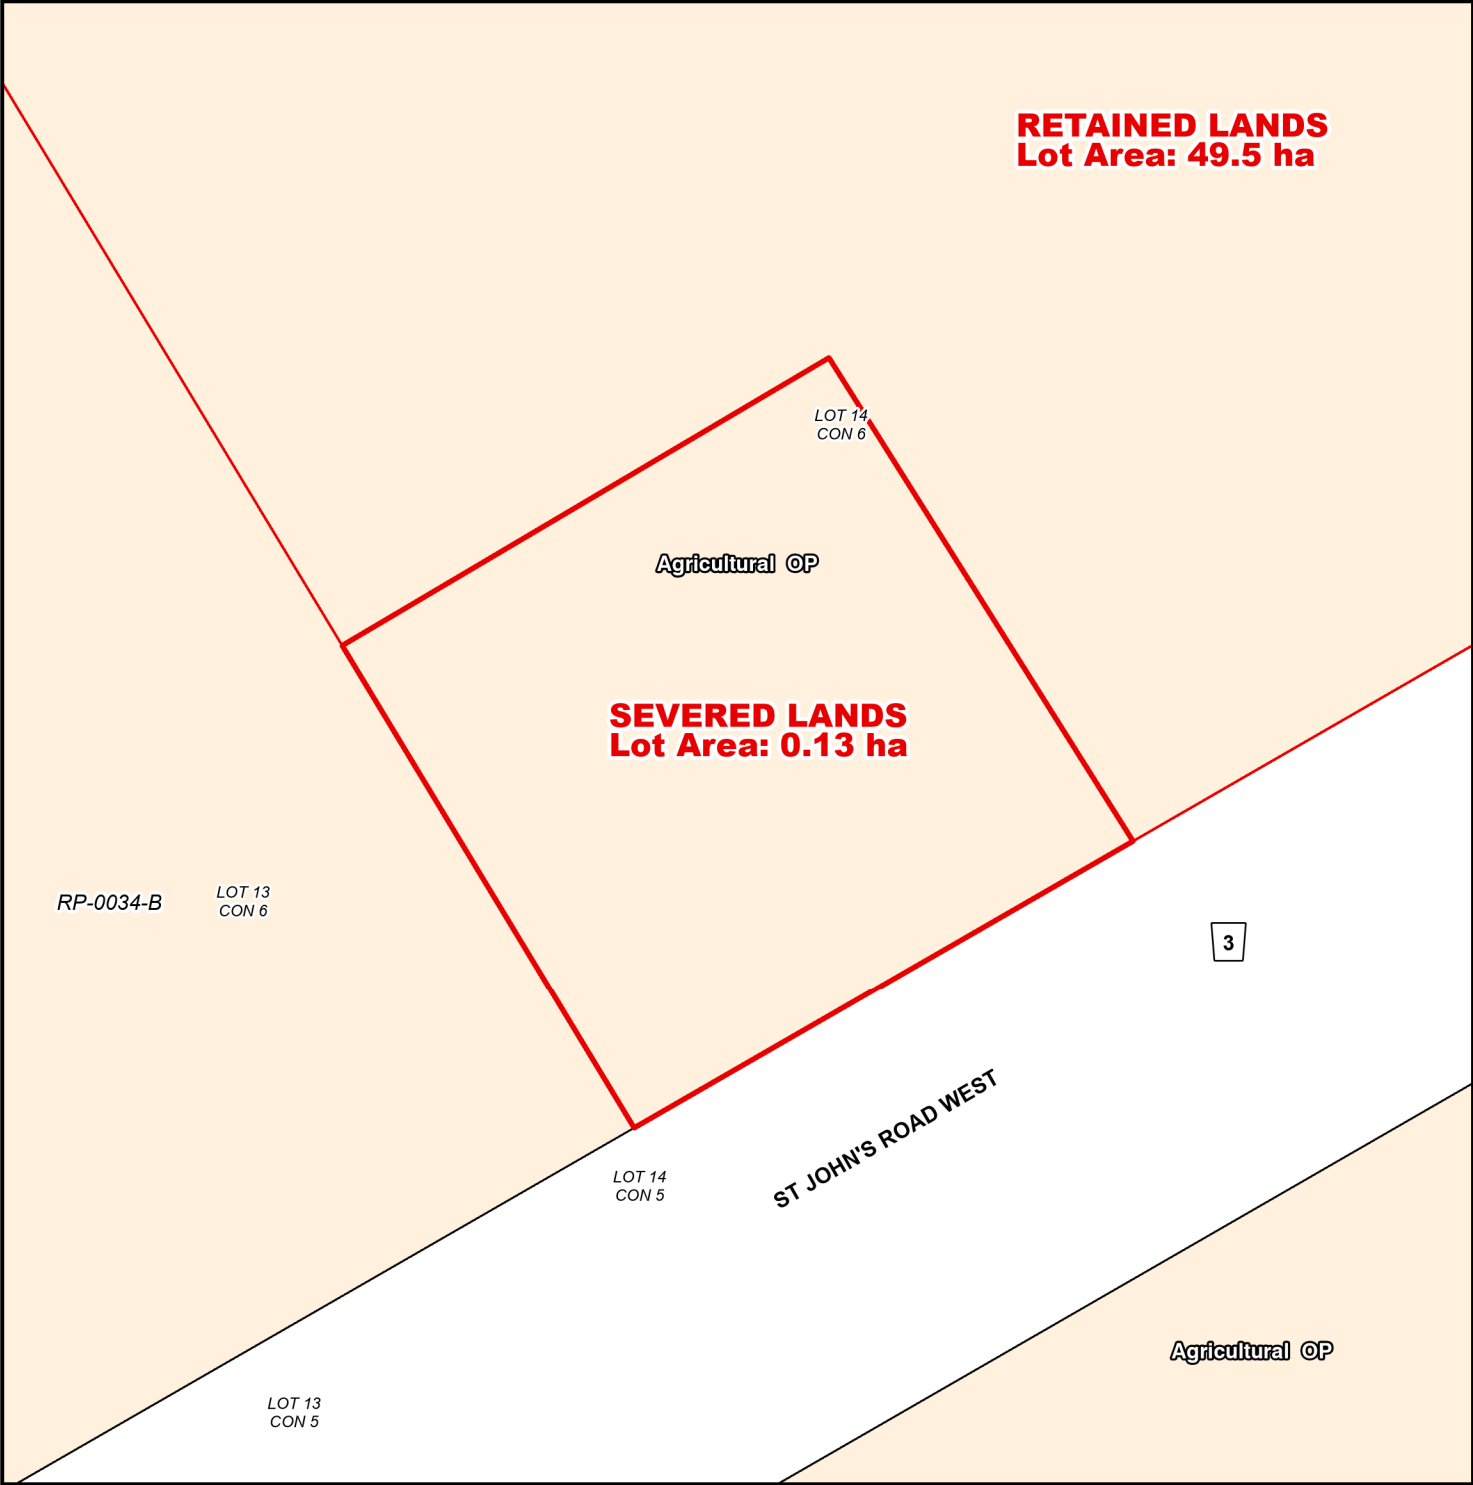 RETAINED LANDS
Lot Area: 49.5 ha
LOT 14
CON 6
Agricultural OP
SEVERED LANDS
Lot Area: 0.13 ha
RP-0034-B
LOT 13
CON 6
3
ST JOHN'S ROAD WEST
LOT 14
CON 5
Agricultural OP
LOT 13
CON 5